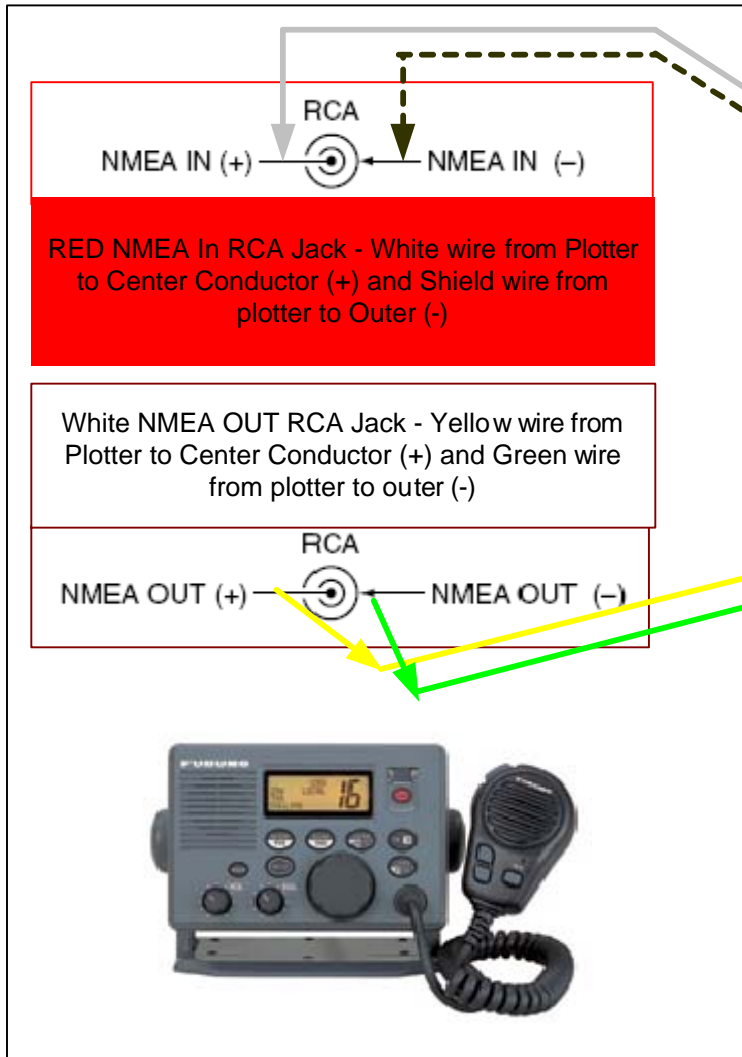 RCA
NMEA IN (+) NMEA IN (–)
RED NMEA In RCA Jack - White wire from Plotter
to Center Conductor (+) and Shield wire from
plotter to Outer (-)
White NMEA OUT RCA Jack - Yellow wire from
Plotter to Center Conductor (+) and Green wire
from plotter to outer (-)
RCA
NMEA OUT (+) NMEA OUT (–)
FURUNO
LOCAL
16